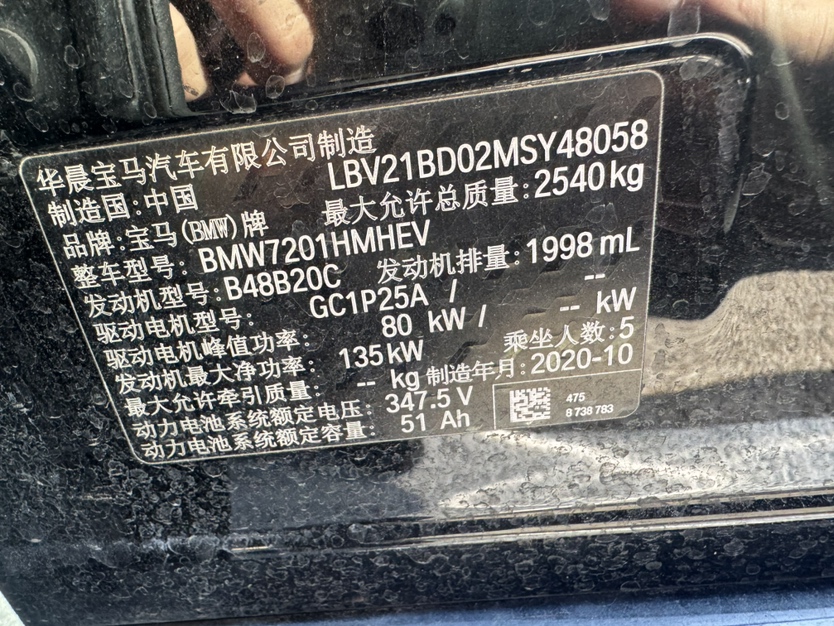 华晨宝马汽车有限公司制造
制造国:中国 LBV21BD02MSY48058
品牌:宝马(BMW)牌 最大允许总质量:2540kg
整车型号: BMW7201HMHEV
发动机型号:B48B20C 发动机排量:1998 mL
驱动电机型号: GC1P25A / --
驱动电机峰值功率: 80 kW / -- kW
发动机最大净功率: 135kW 乘坐人数:5
最大允许牵引质量: -- kg 制造年月:2020-10
动力电池系统额定电压: 347.5 V
动力电池系统额定容量: 51 Ah
475
8 738 783